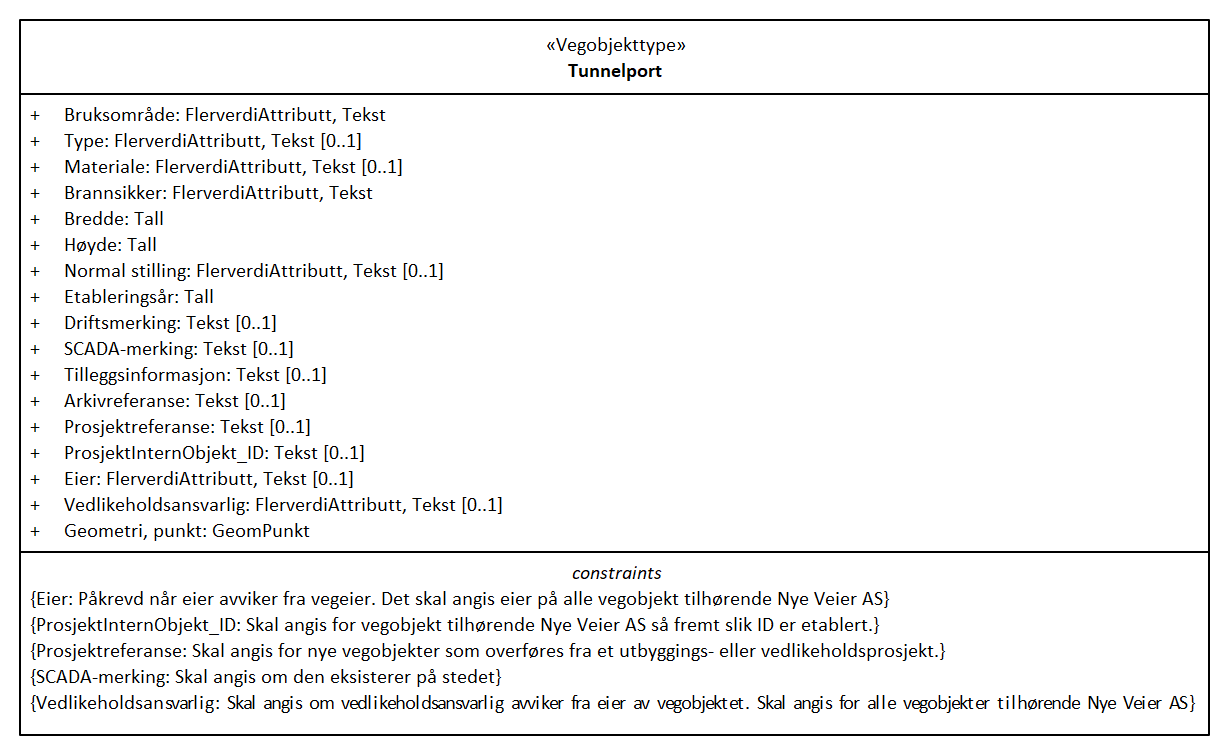 «Vegobjekttype»
Tunnelport
+ Bruksområde: FlerverdiAttributt, Tekst
+ Type: FlerverdiAttributt, Tekst [0..1]
+ Materiale: FlerverdiAttributt, Tekst [0..1]
+ Brannsikker: FlerverdiAttributt, Tekst
+ Bredde: Tall
+ Høyde: Tall
+ Normal stilling: FlerverdiAttributt, Tekst [0..1]
+ Etableringsår: Tall
+ Driftsmerking: Tekst [0..1]
+ SCADA-merking: Tekst [0..1]
+ Tilleggsinformasjon: Tekst [0..1]
+ Arkivreferanse: Tekst [0..1]
+ Prosjektreferanse: Tekst [0..1]
+ ProsjektInternObjekt_ID: Tekst [0..1]
+ Eier: FlerverdiAttributt, Tekst [0..1]
+ Vedlikeholdsansvarlig: FlerverdiAttributt, Tekst [0..1]
+ Geometri, punkt: GeomPunkt
constraints
{Eier: Påkrevd når eier avviker fra vegeier. Det skal angis eier på alle vegobjekt tilhørende Nye Veier AS}
{ProsjektInternObjekt_ID: Skal angis for vegobjekt tilhørende Nye Veier AS så fremt slik ID er etablert.}
{Prosjektreferanse: Skal angis for nye vegobjekter som overføres fra et utbyggings- eller vedlikeholdsprosjekt.}
{SCADA-merking: Skal angis om den eksisterer på stedet}
{Vedlikeholdsansvarlig: Skal angis om vedlikeholdsansvarlig avviker fra eier av vegobjektet. Skal angis for alle vegobjekter tilhørende Nye Veier AS}